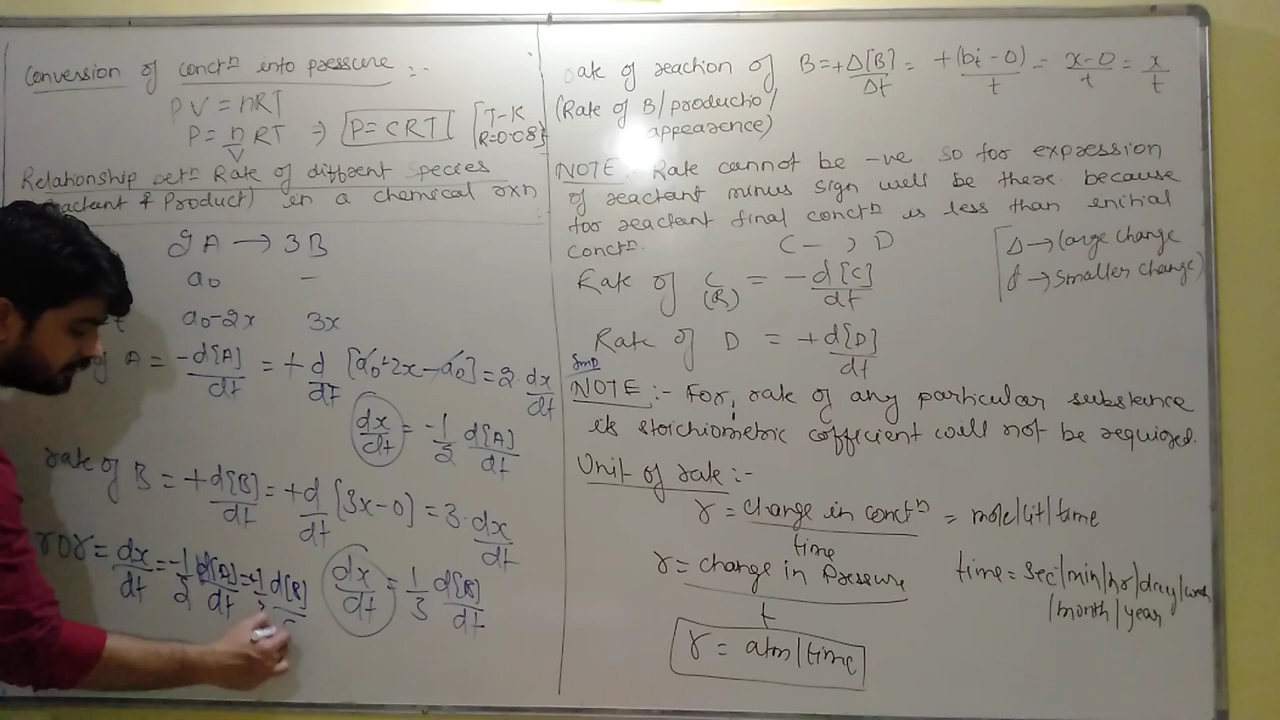 Conversion of Conctⁿ into pressure :-
PV = nRT
P = n/V RT ⇒ P = CRT [T-K
R=0.08]
Relationship betⁿ Rate of diffbent Species
Reactant & Product) in a chemical rxn
2A → 3B
a₀ —
t a₀-2x 3x
of A = -d[A]/dt = + d/dt [a₀+2x-a₀] = 2.dx/dt
dx/dt = -1/2 d[A]/dt
rate of B = +d[B]/dt = +d/dt [3x-0] = 3.dx/dt
ror = dx/dt = -1/2 d[A]/dt = +1/3 d[B]
dx/dt = 1/3 d[B]/dt
Rate of reaction of B = +Δ[B]/Δt = +(bt-0)/t = x-0/t = x/t
(Rate of B/productio/
appearence)
NOTE:- Rate cannot be -ve so for expression
of reactant minus sign will be there because
for reactant final conctⁿ is less than initial
conctⁿ.
C → D
[Δ → large change
d → smaller change]
Rate of C (R) = -d[C]/dt
Rate of D = +d[D]/dt
Imp
NOTE :- For, rate of any particular substance
its stoichiometric cofficient will not be required.
Unit of rate :-
r = change in conctⁿ/time = mole/lit/time
r = change in Pressure/t
time = sec/min/hr/day/week
/month/year
r = atm/time